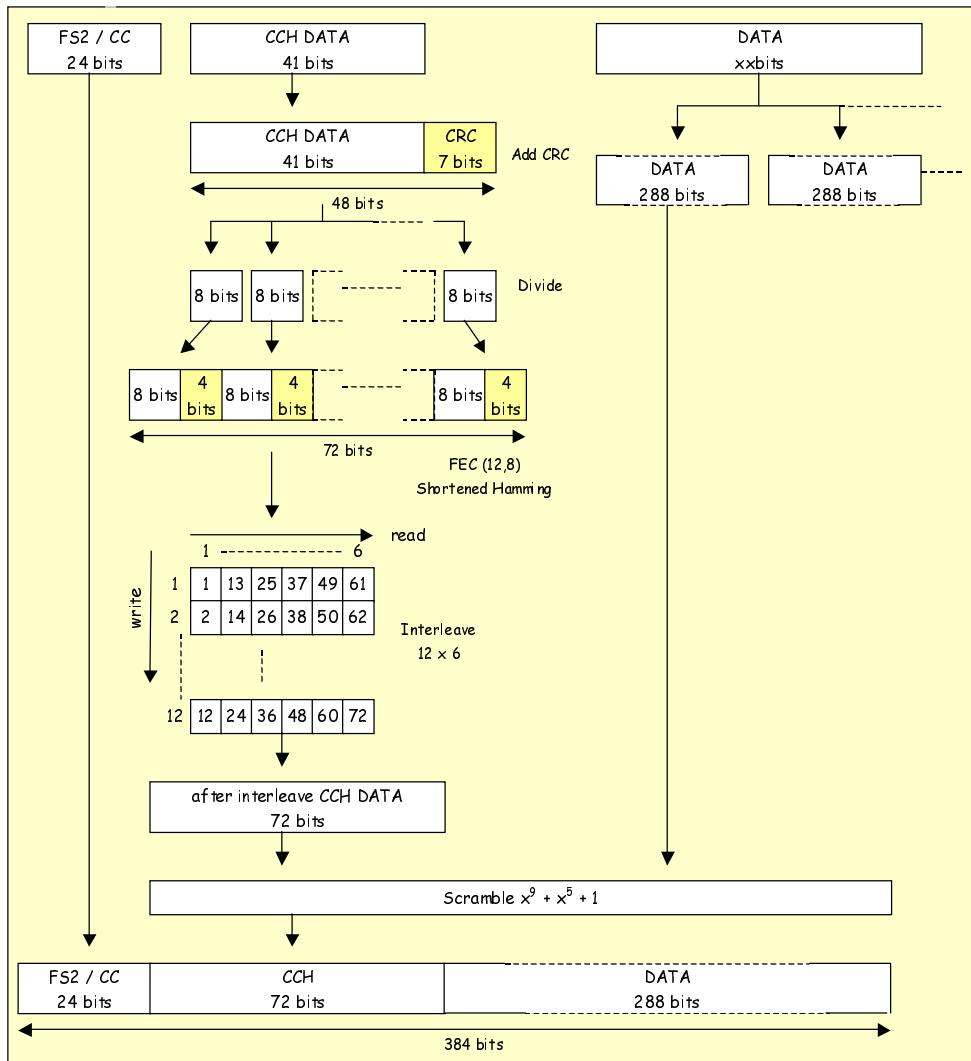 FS2 / CC
24 bits
CCH DATA
41 bits
DATA
xxbits
CCH DATA
41 bits
CRC
7 bits
Add CRC
DATA
288 bits
DATA
288 bits
48 bits
8 bits
8 bits
8 bits
Divide
8 bits
4
bits
8 bits
4
bits
8 bits
4
bits
72 bits
FEC (12,8)
Shortened Hamming
read
1 6
write
1 1 13 25 37 49 61
2 2 14 26 38 50 62
Interleave
12 x 6
12 12 24 36 48 60 72
after interleave CCH DATA
72 bits
Scramble x⁹ + x⁵ + 1
FS2 / CC
24 bits
CCH
72 bits
DATA
288 bits
384 bits